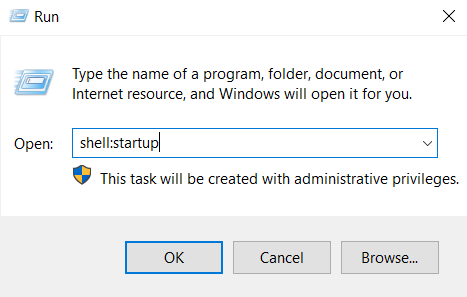 Run
Type the name of a program, folder, document, or
Internet resource, and Windows will open it for you.
Open: shell:startup
This task will be created with administrative privileges.
OK Cancel Browse...